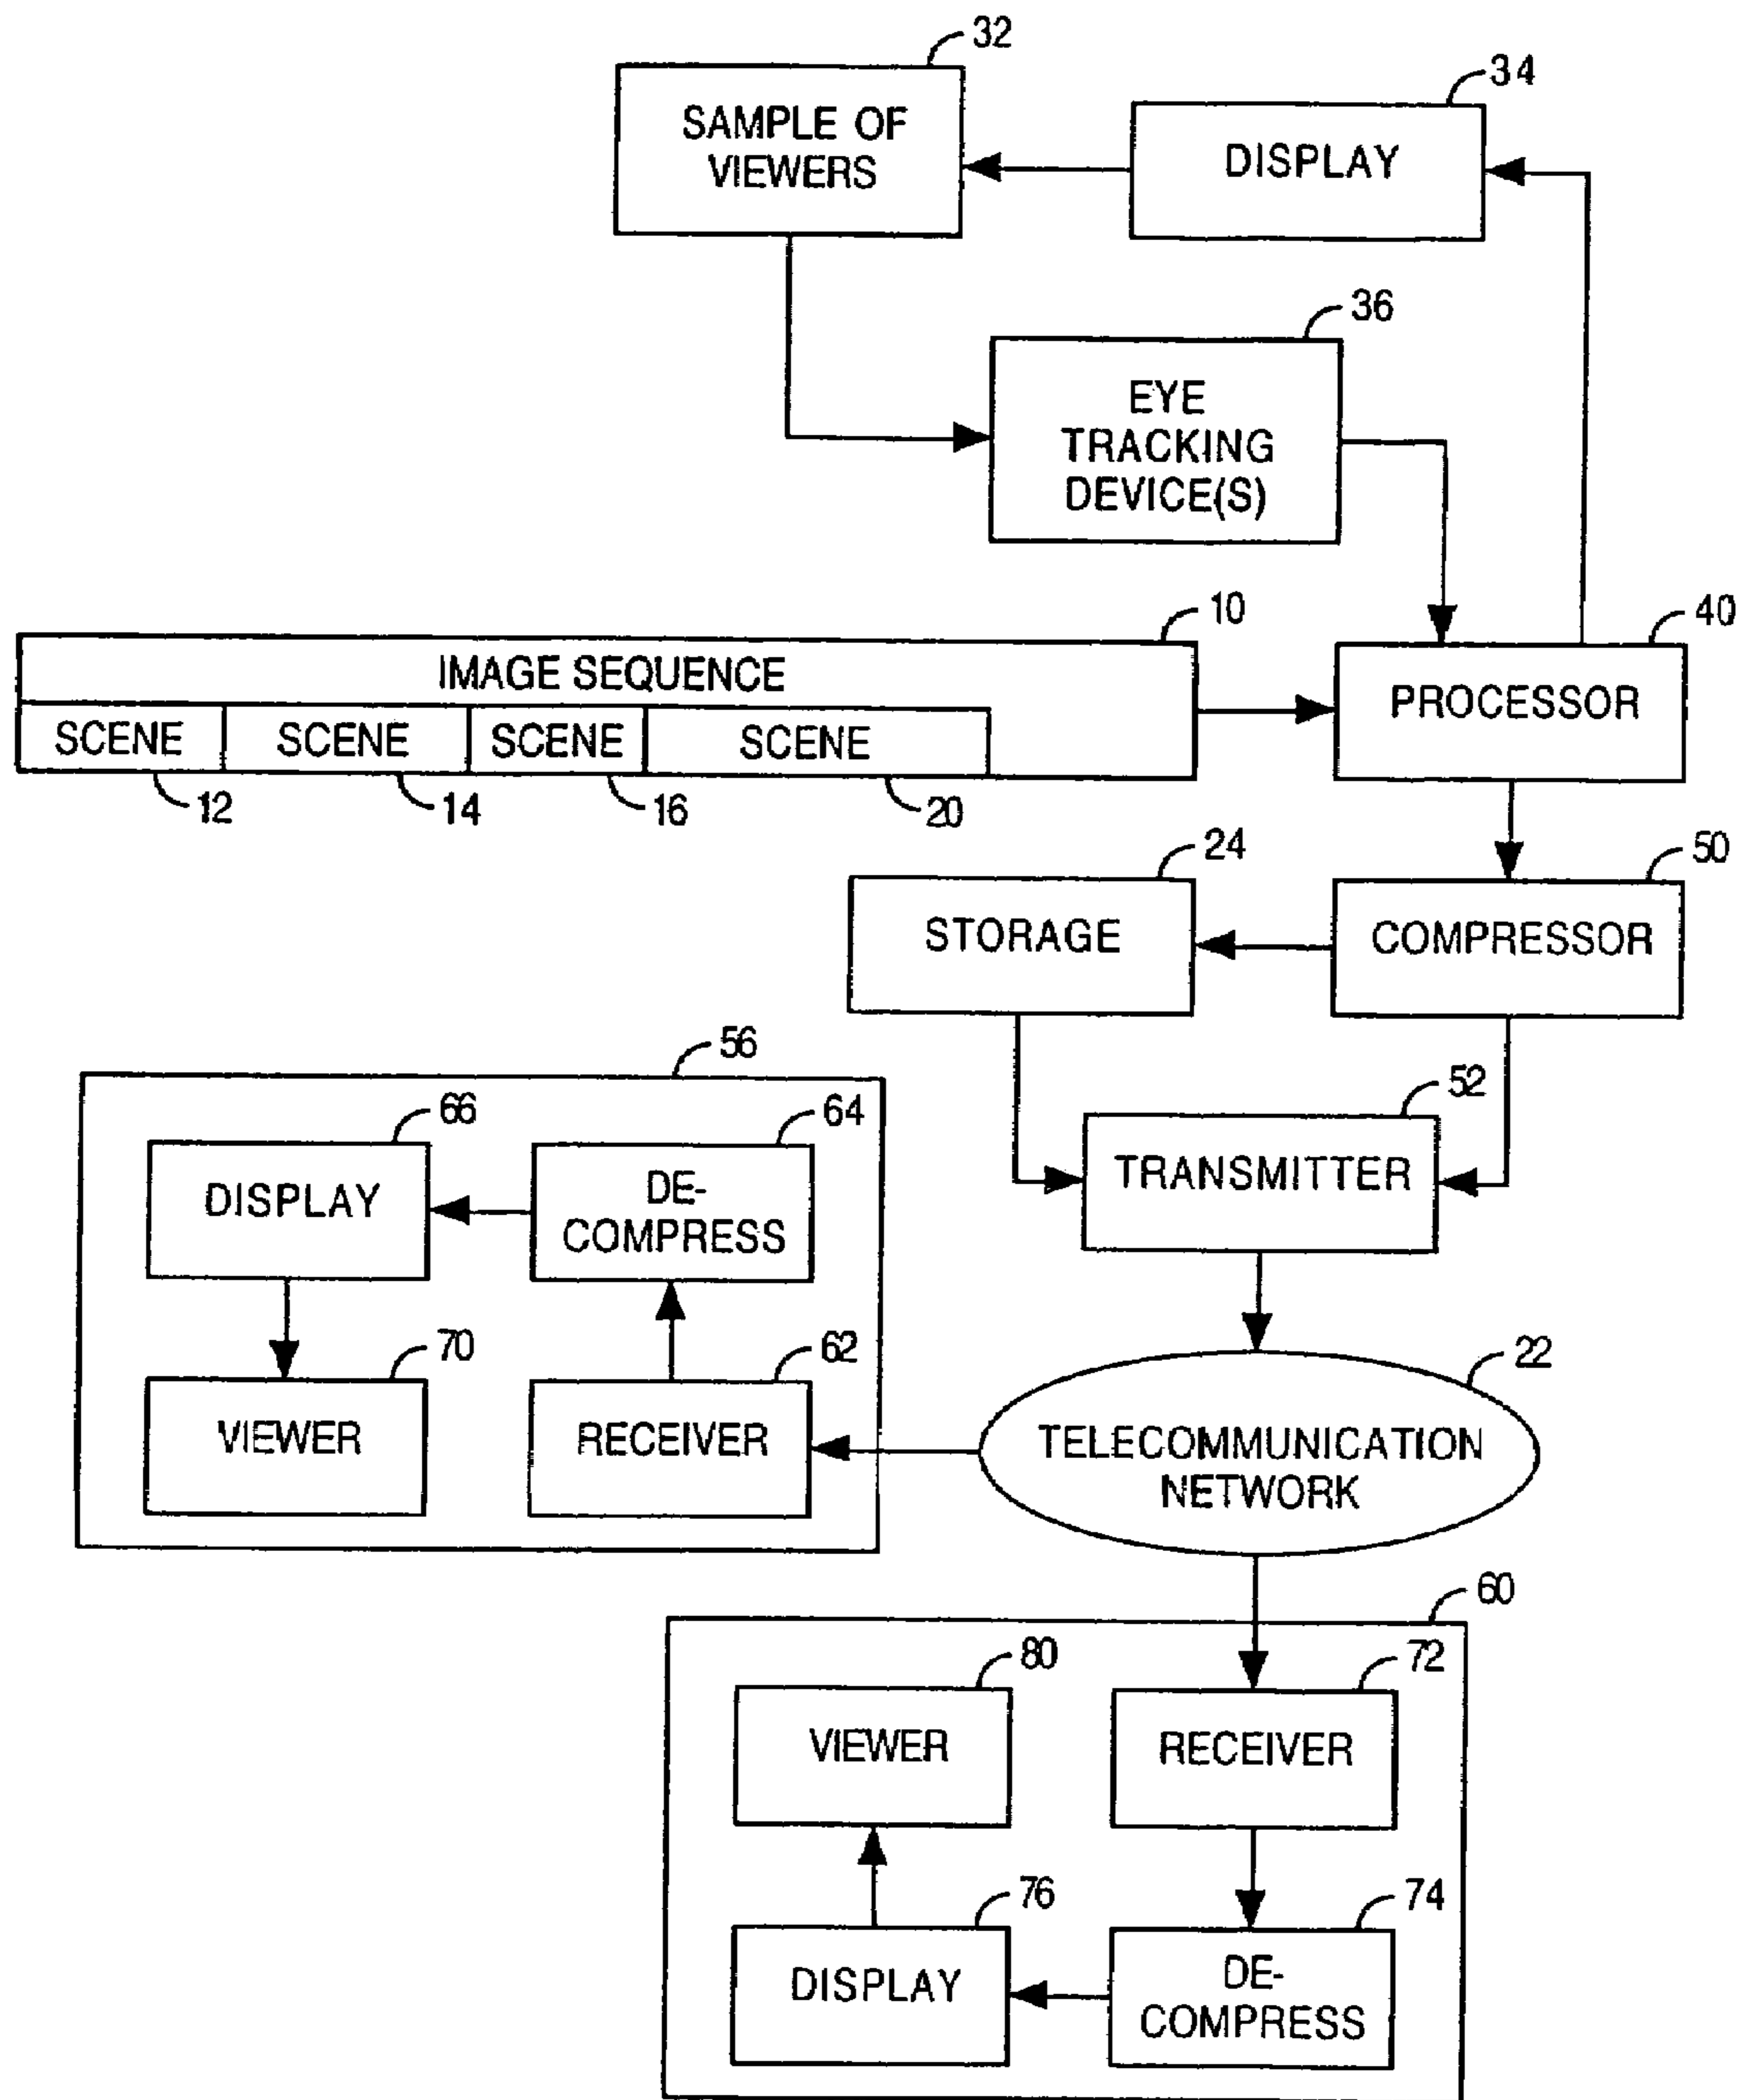 32
SAMPLE OF
VIEWERS
34
DISPLAY
36
EYE
TRACKING
DEVICE(S)
10
IMAGE SEQUENCE
SCENE
SCENE
SCENE
SCENE
12
14
16
20
40
PROCESSOR
24
STORAGE
50
COMPRESSOR
52
TRANSMITTER
56
66
DISPLAY
64
DE-
COMPRESS
70
VIEWER
62
RECEIVER
22
TELECOMMUNICATION
NETWORK
60
80
VIEWER
72
RECEIVER
76
DISPLAY
74
DE-
COMPRESS